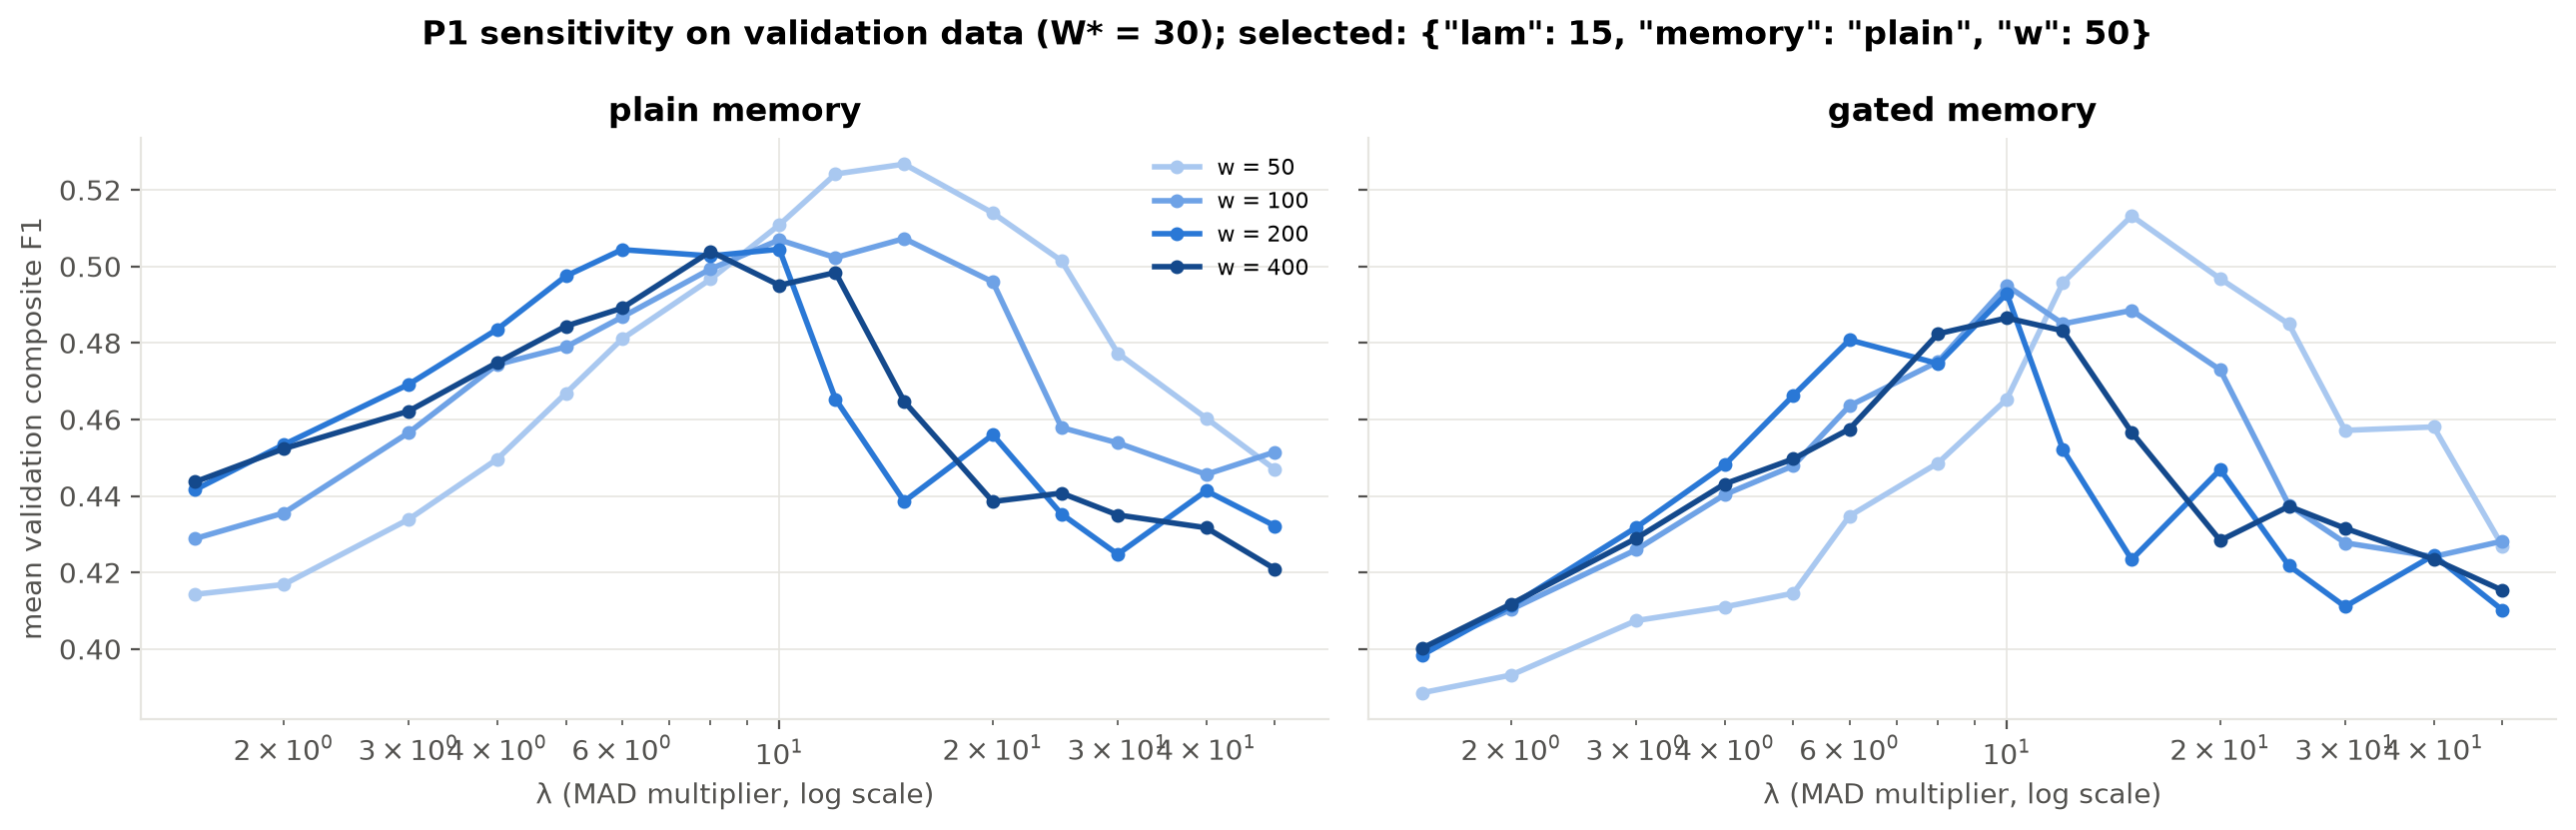 P1 sensitivity on validation data (W* = 30); selected: {"lam": 15, "memory": "plain", "w": 50}
plain memory
mean validation composite F1
0.52
0.50
0.48
0.46
0.44
0.42
0.40
w = 50
w = 100
w = 200
w = 400
2 × 10⁰ 3 × 10⁰ 4 × 10⁰ 6 × 10⁰ 10¹ 2 × 10¹ 3 × 10¹ 4 × 10¹
λ (MAD multiplier, log scale)
gated memory
2 × 10⁰ 3 × 10⁰ 4 × 10⁰ 6 × 10⁰ 10¹ 2 × 10¹ 3 × 10¹ 4 × 10¹
λ (MAD multiplier, log scale)